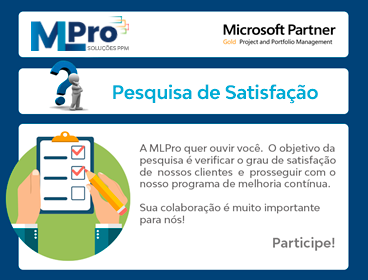 MLPro
SOLUÇÕES PPM
Microsoft Partner
Gold Project and Portfolio Management
Pesquisa de Satisfação
A MLPro quer ouvir você. O objetivo da
pesquisa é verificar o grau de satisfação
de nossos clientes e prosseguir com o
nosso programa de melhoria contínua.
Sua colaboração é muito importante
para nós!
Participe!